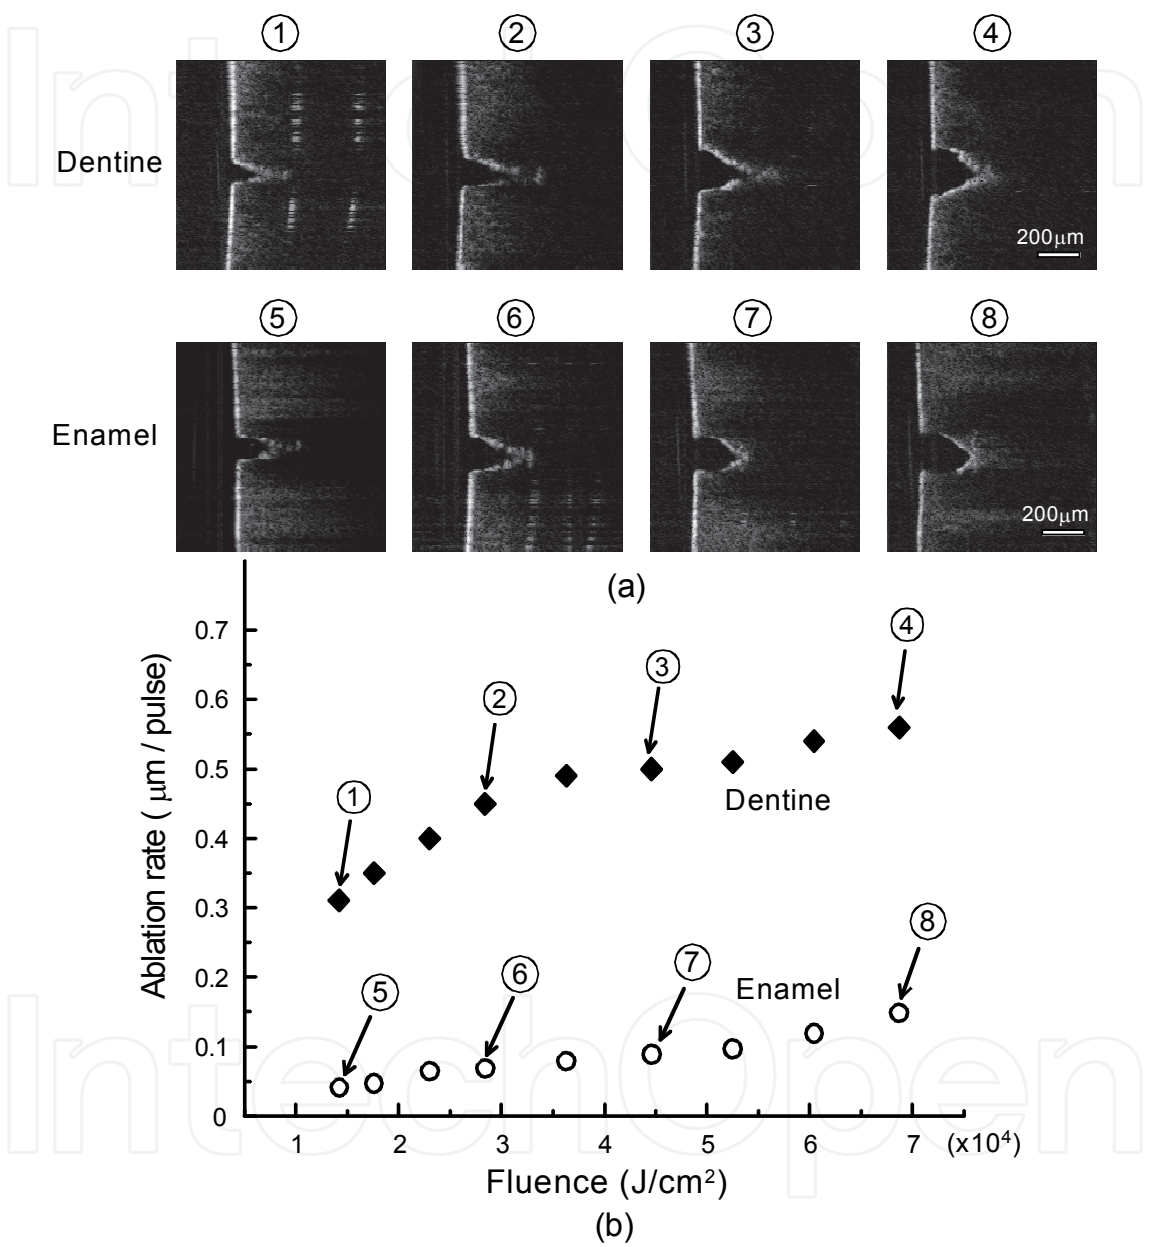 ① ② ③ ④
Dentine
200μm
⑤ ⑥ ⑦ ⑧
Enamel
200μm
(a)
Ablation rate ( μm / pulse)
0.7
0.6
0.5
0.4
0.3
0.2
0.1
0
① ② ③ ④
Dentine
⑤ ⑥ ⑦ ⑧
Enamel
1 2 3 4 5 6 7 (x10⁴)
Fluence (J/cm²)
(b)
IntechOpen
IntechOpen